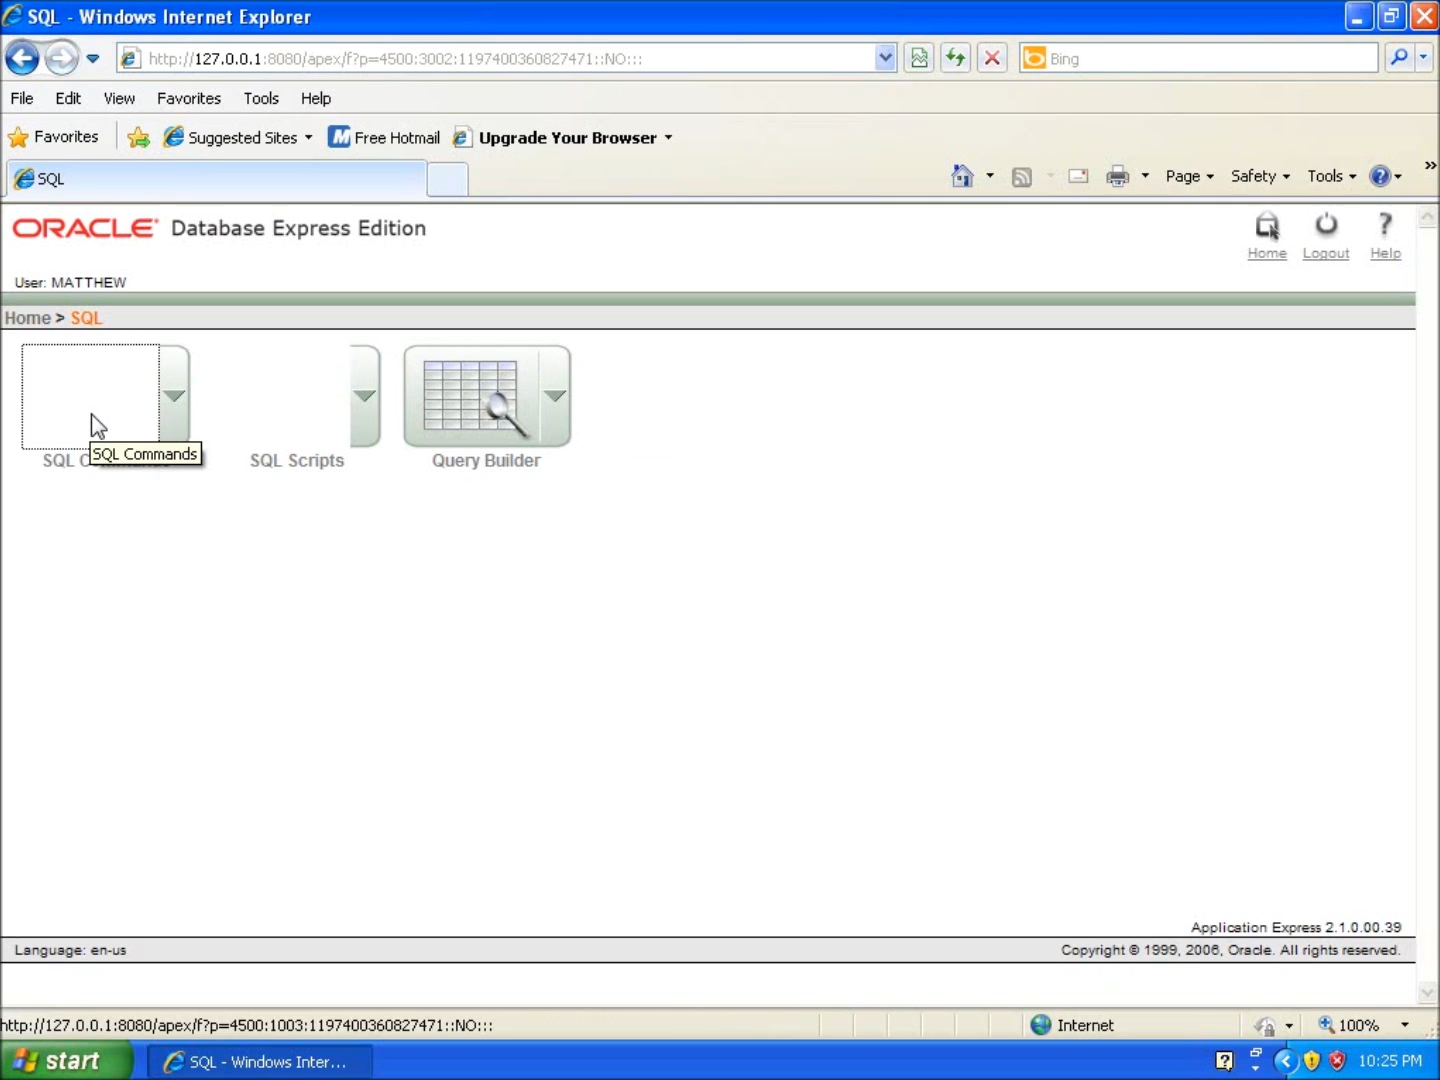 SQL - Windows Internet Explorer
http://127.0.0.1:8080/apex/f?p=4500:3002:1197400360827471::NO:::
Bing
File Edit View Favorites Tools Help
Favorites Suggested Sites Free Hotmail Upgrade Your Browser
SQL
Page Safety Tools
ORACLE Database Express Edition
Home Logout Help
User: MATTHEW
Home > SQL
SQL Commands
SQL Scripts
Query Builder
Application Express 2.1.0.00.39
Language: en-us
Copyright © 1999, 2006, Oracle. All rights reserved.
http://127.0.0.1:8080/apex/f?p=4500:1003:1197400360827471::NO:::
Internet
100%
start
SQL - Windows Inter...
10:25 PM